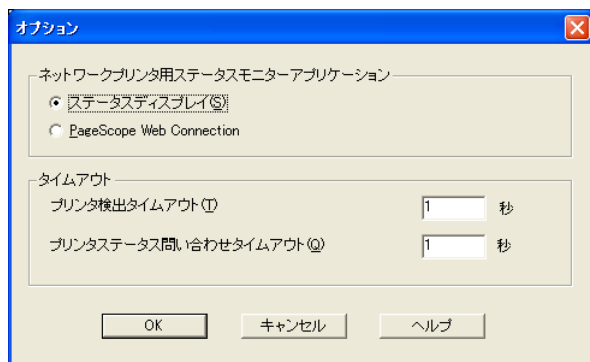 オプション
ネットワークプリンタ用ステータスモニターアプリケーション
ステータスディスプレイ(S)
PageScope Web Connection
タイムアウト
プリンタ検出タイムアウト(T) 1 秒
プリンタステータス問い合わせタイムアウト(Q) 1 秒
OK キャンセル ヘルプ